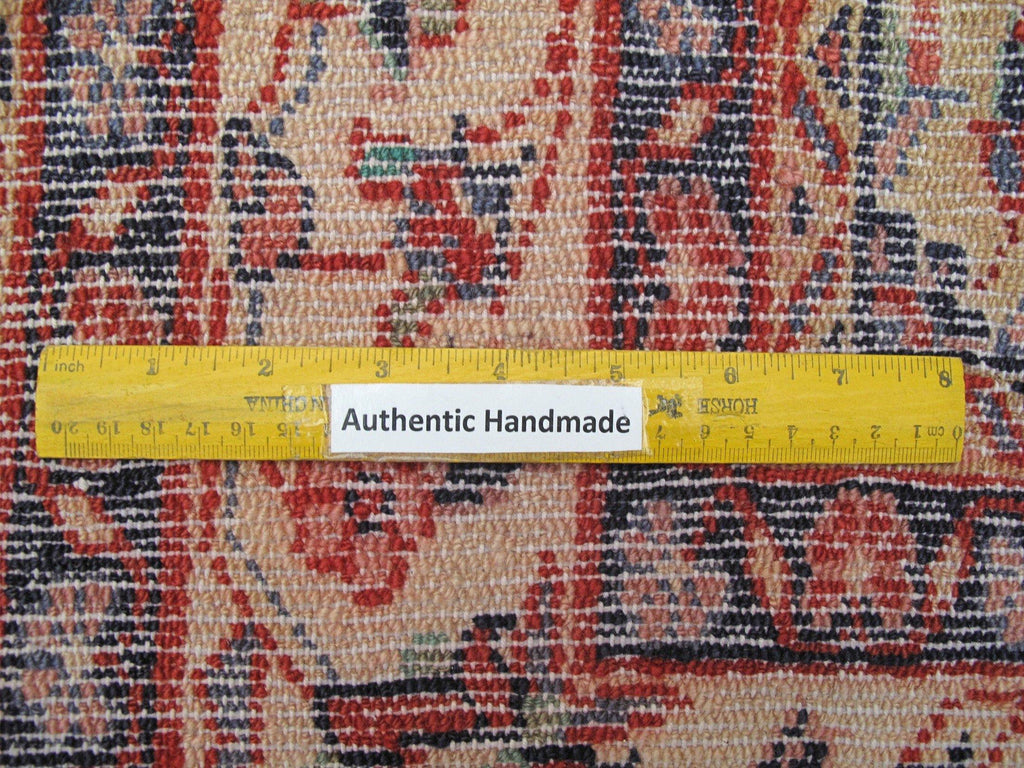 inch 1 2 3 4 5 6 7 8
HORSE IN CHINA
Authentic Handmade
20 19 18 17 16 15 7 6 5 4 3 2 1 cm 0